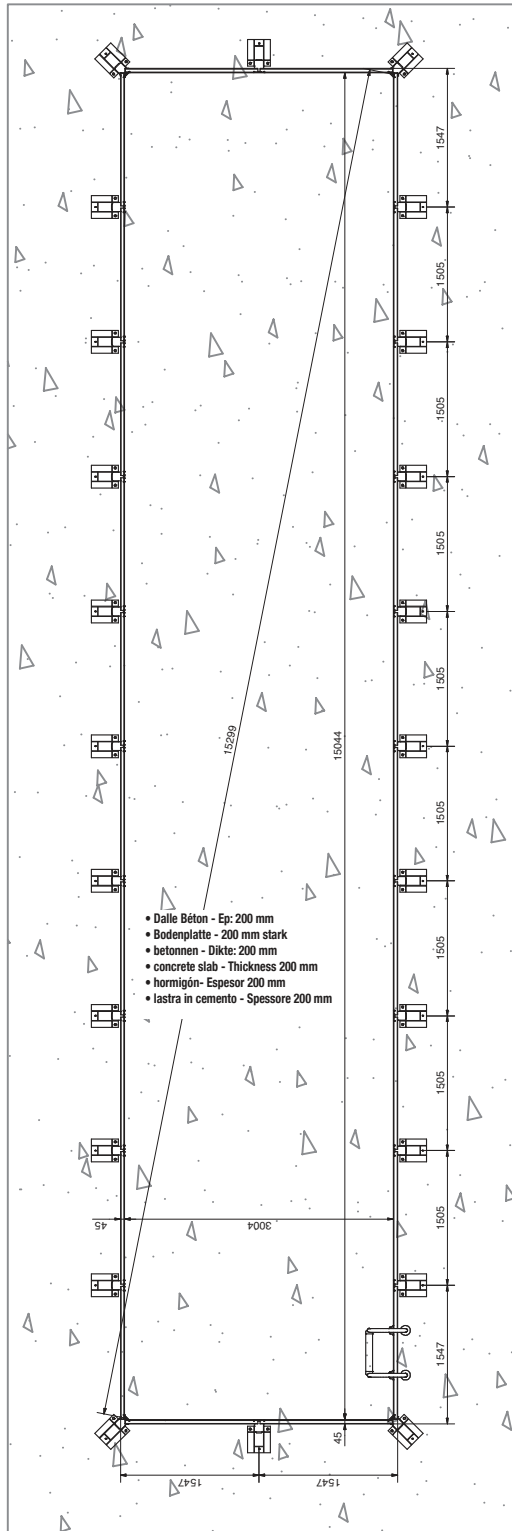 1547
1505
1505
1505
1505
1505
1505
1505
1505
1547
15299
15044
• Dalle Béton - Ep: 200 mm
• Bodenplatte - 200 mm stark
• betonnen - Dikte: 200 mm
• concrete slab - Thickness 200 mm
• hormigón- Espesor 200 mm
• lastra in cemento - Spessore 200 mm
45
3004
45
1547
1547